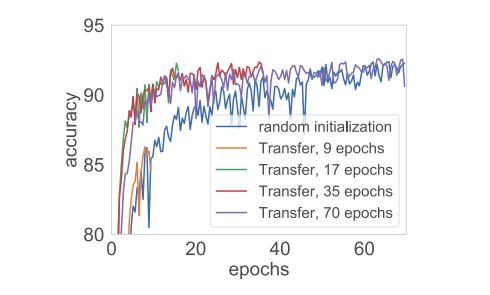 95
90
85
80
accuracy
0
20
40
60
epochs
random initialization
Transfer, 9 epochs
Transfer, 17 epochs
Transfer, 35 epochs
Transfer, 70 epochs